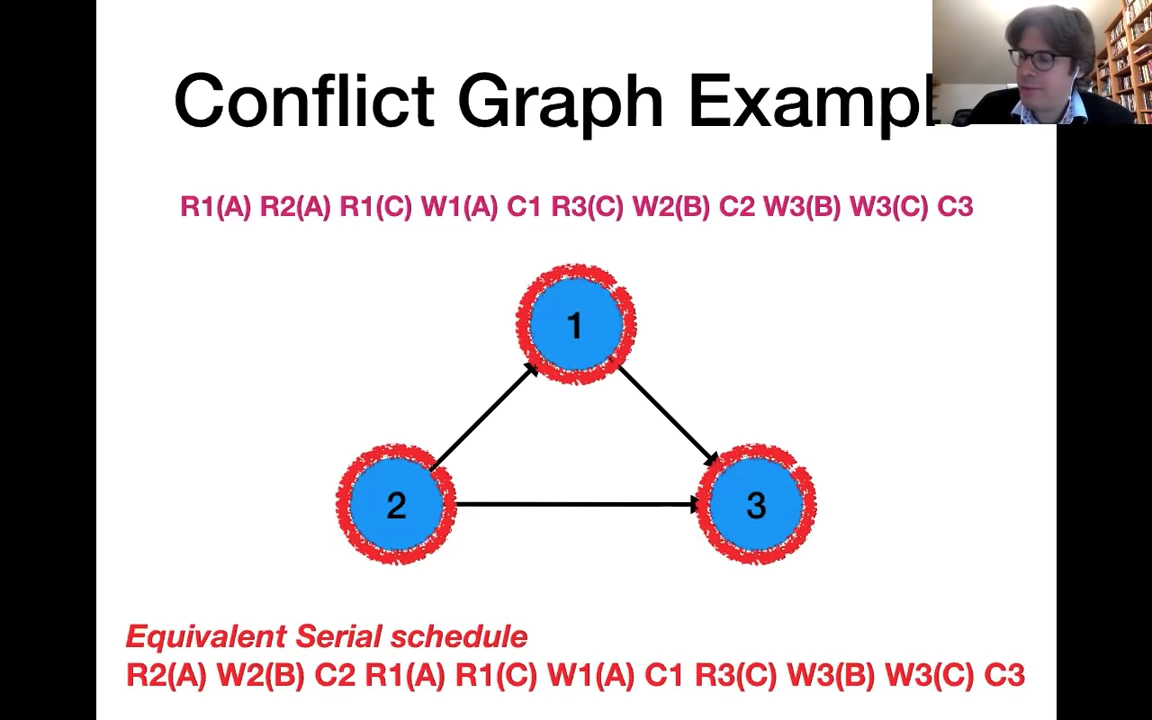 Conflict Graph
R1(A) R2(A) R1(C) W1(A) C1 R3(C) W2(B) C2 W3(B) W3(C) C3
1
2
3
Equivalent Serial schedule
R2(A) W2(B) C2 R1(A) R1(C) W1(A) C1 R3(C) W3(B) W3(C) C3